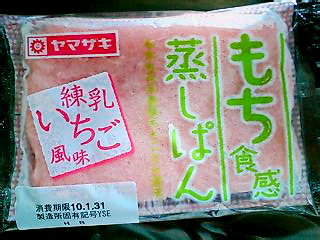 ヤマザキ
もち食感
蒸しぱん
練乳
いちご
風味
消費期限10.1.31
製造所固有記号YSE